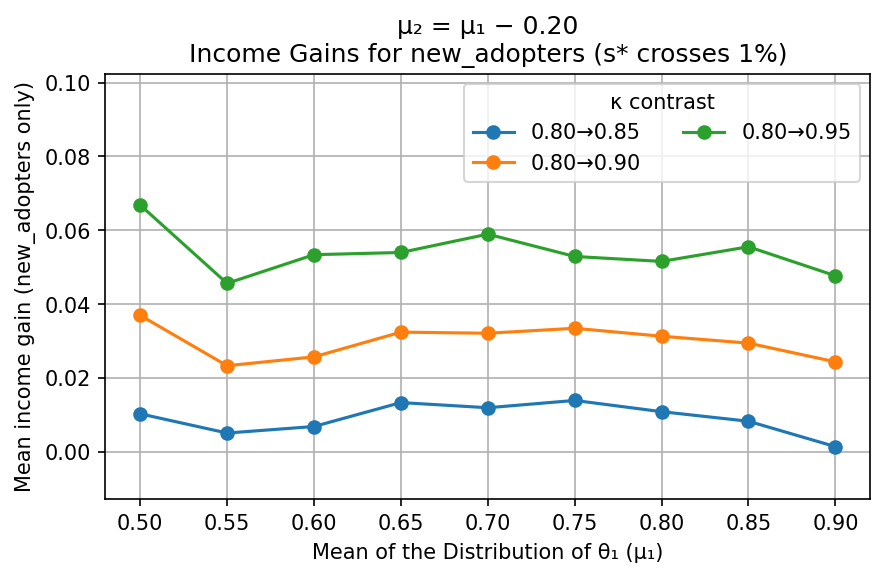 μ₂ = μ₁ − 0.20
Income Gains for new_adopters (s* crosses 1%)
Mean income gain (new_adopters only)
0.10
0.08
0.06
0.04
0.02
0.00
κ contrast
0.80→0.85
0.80→0.90
0.80→0.95
0.50 0.55 0.60 0.65 0.70 0.75 0.80 0.85 0.90
Mean of the Distribution of θ₁ (μ₁)